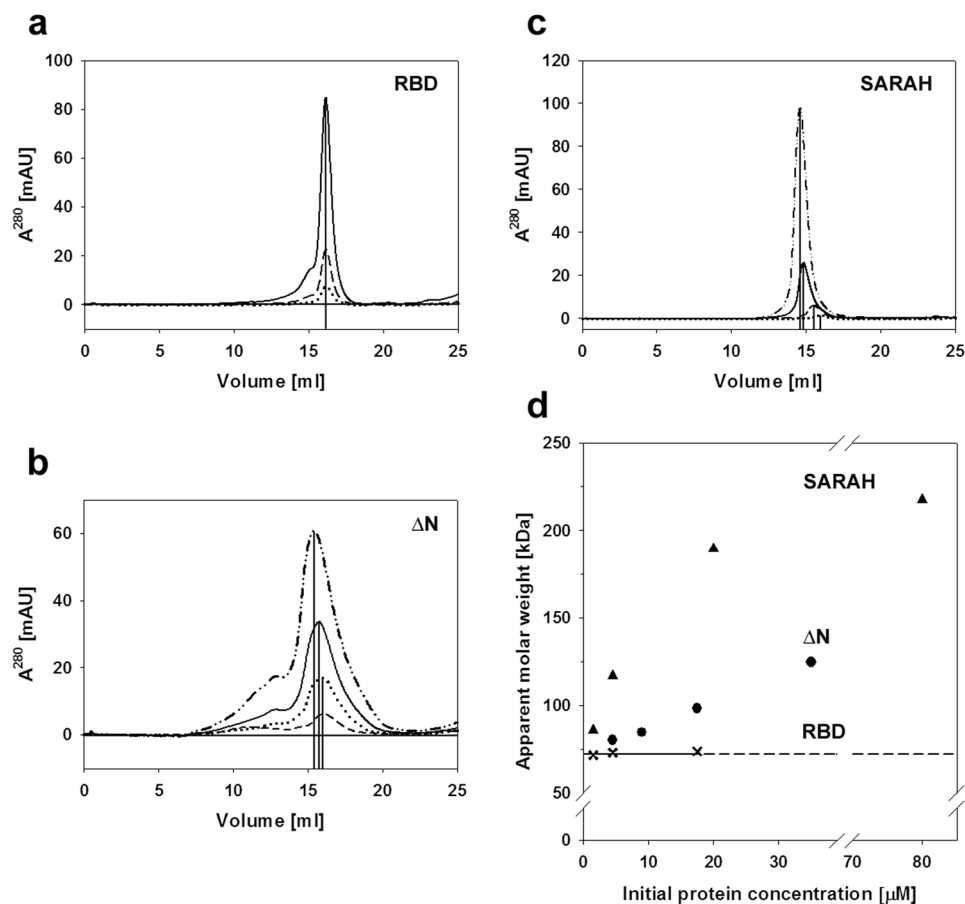 a
RBD
A280 [mAU]
100
80
60
40
20
0
0 5 10 15 20 25
Volume [ml]
c
SARAH
A280 [mAU]
120
100
80
60
40
20
0
0 5 10 15 20 25
Volume [ml]
b
ΔN
A280 [mAU]
60
40
20
0
0 5 10 15 20 25
Volume [ml]
d
SARAH
ΔN
RBD
Apparent molar weight [kDa]
250
200
150
100
50
0
0 10 20 30 70 80
Initial protein concentration [µM]